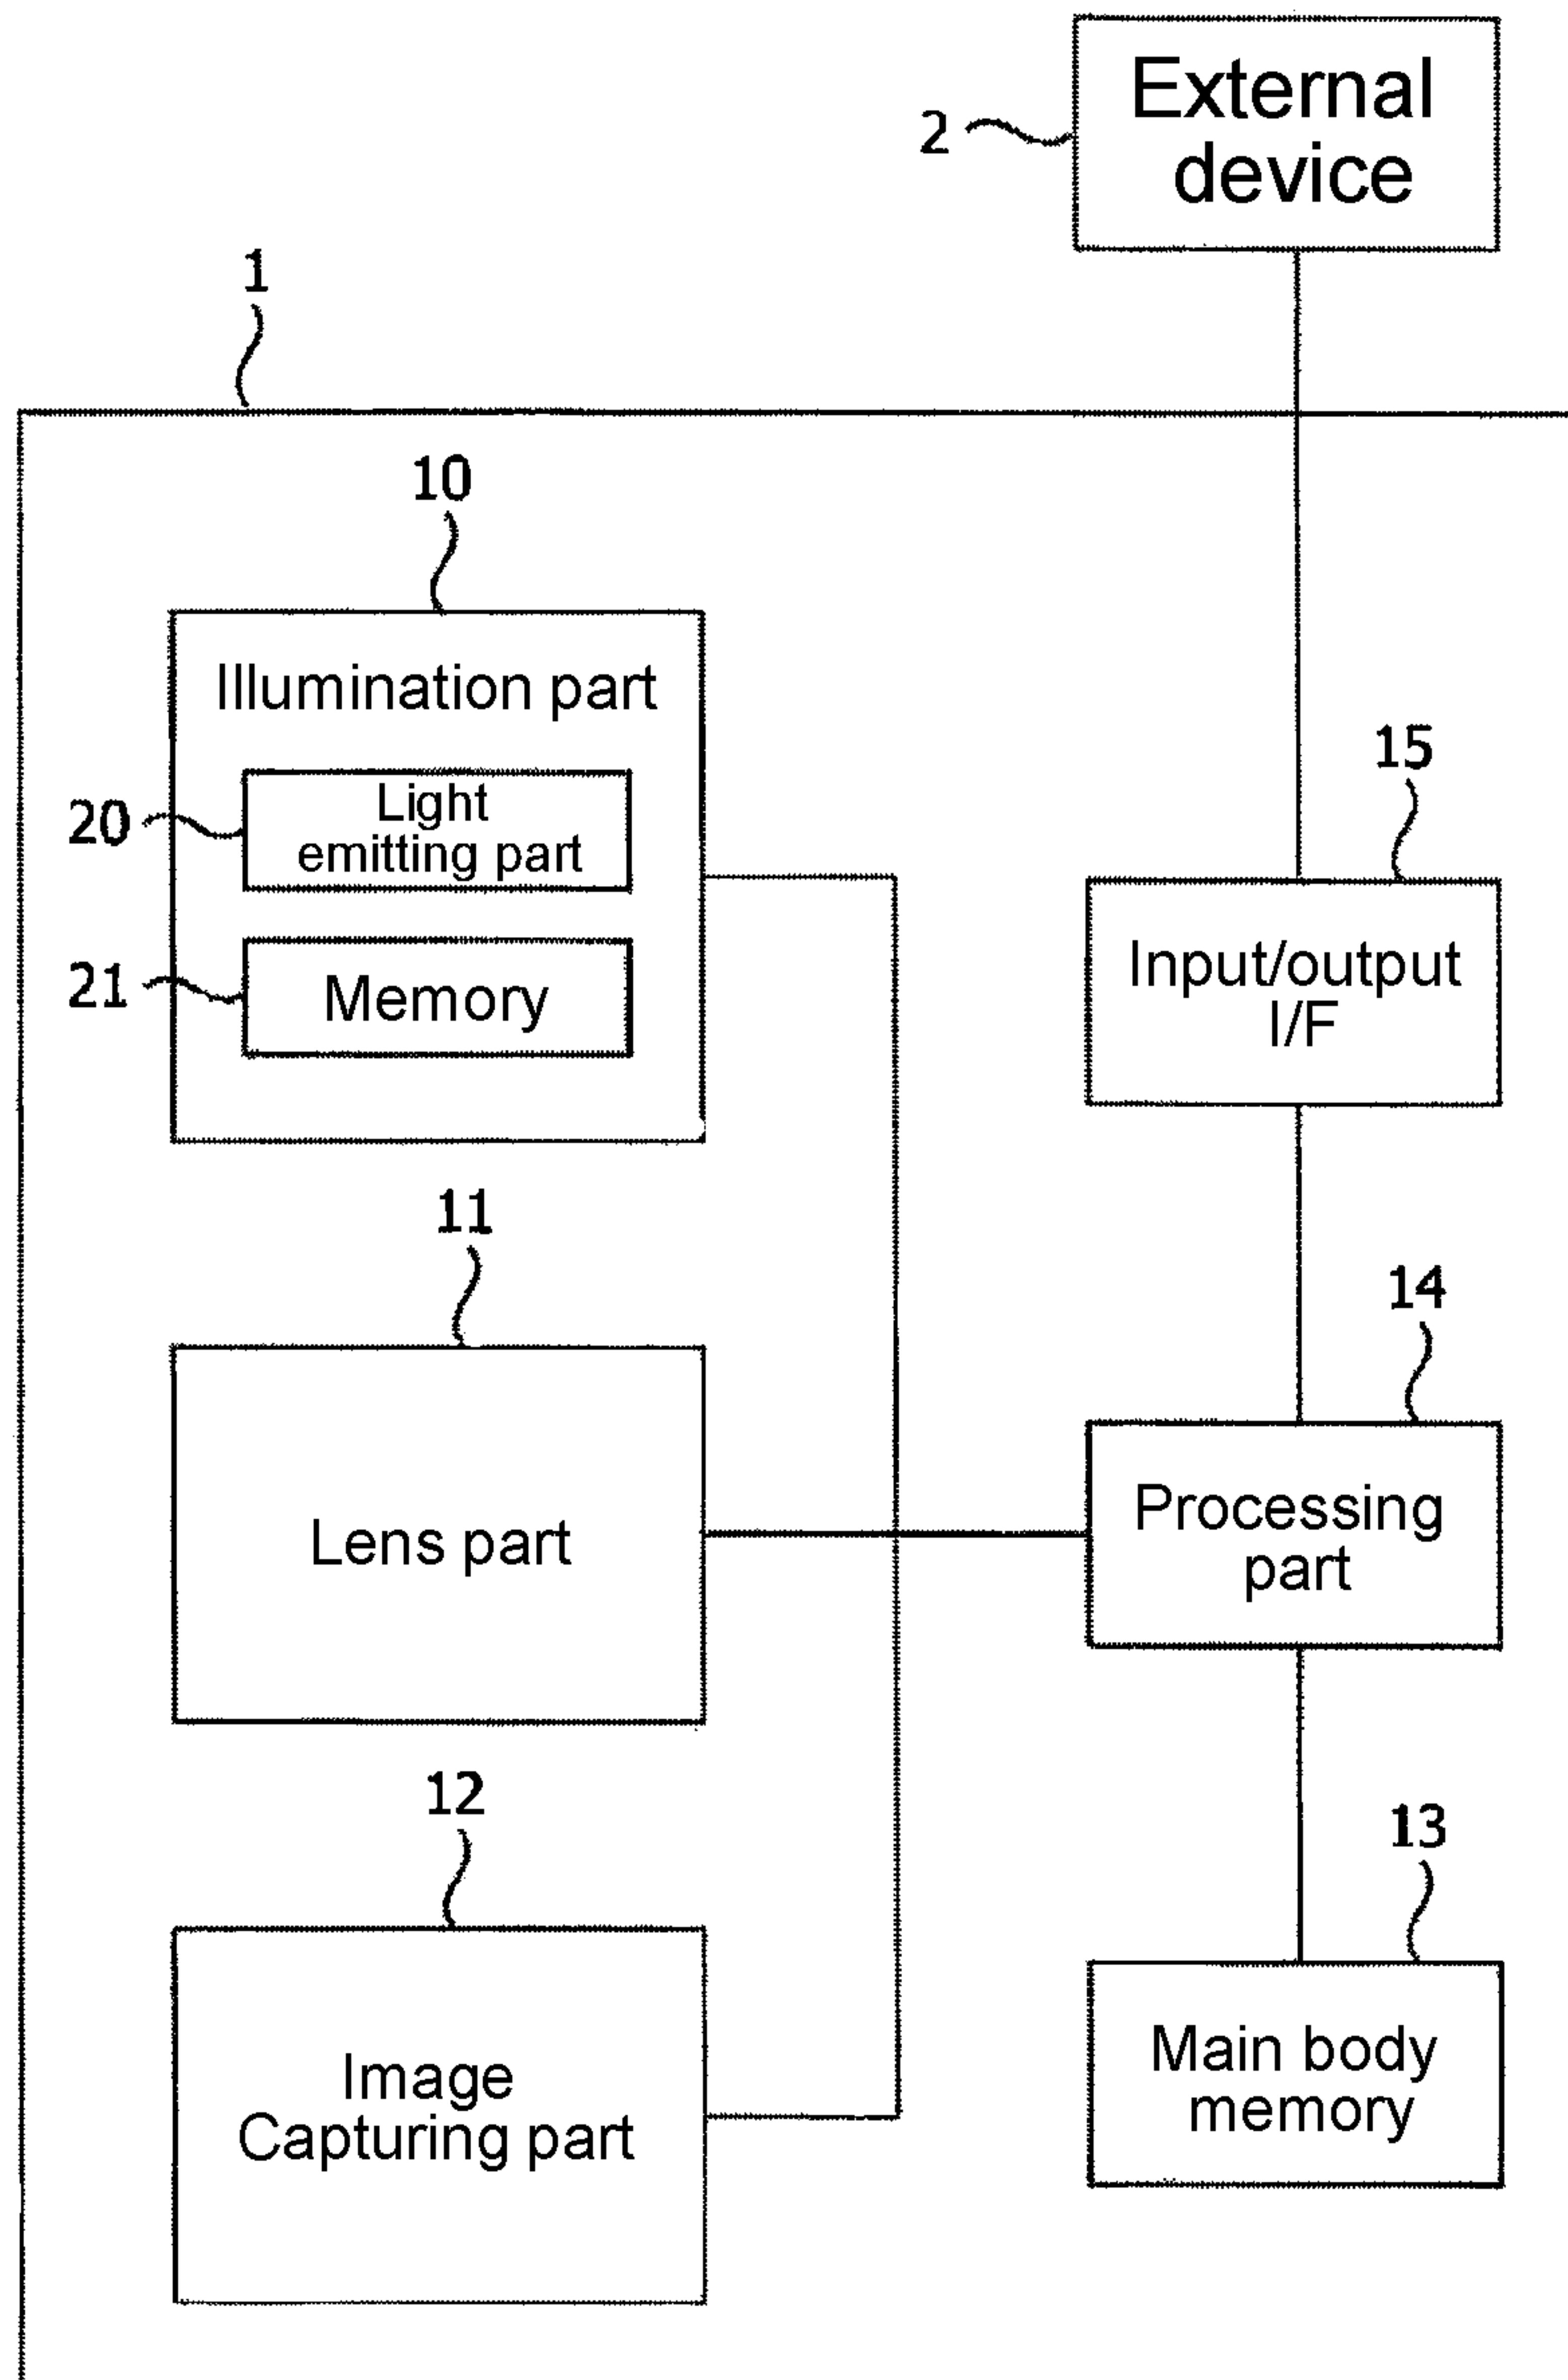 External
device
2
1
10
Illumination part
Light
emitting part
20
Memory
21
15
Input/output
I/F
11
Lens part
14
Processing
part
12
Image
Capturing part
13
Main body
memory